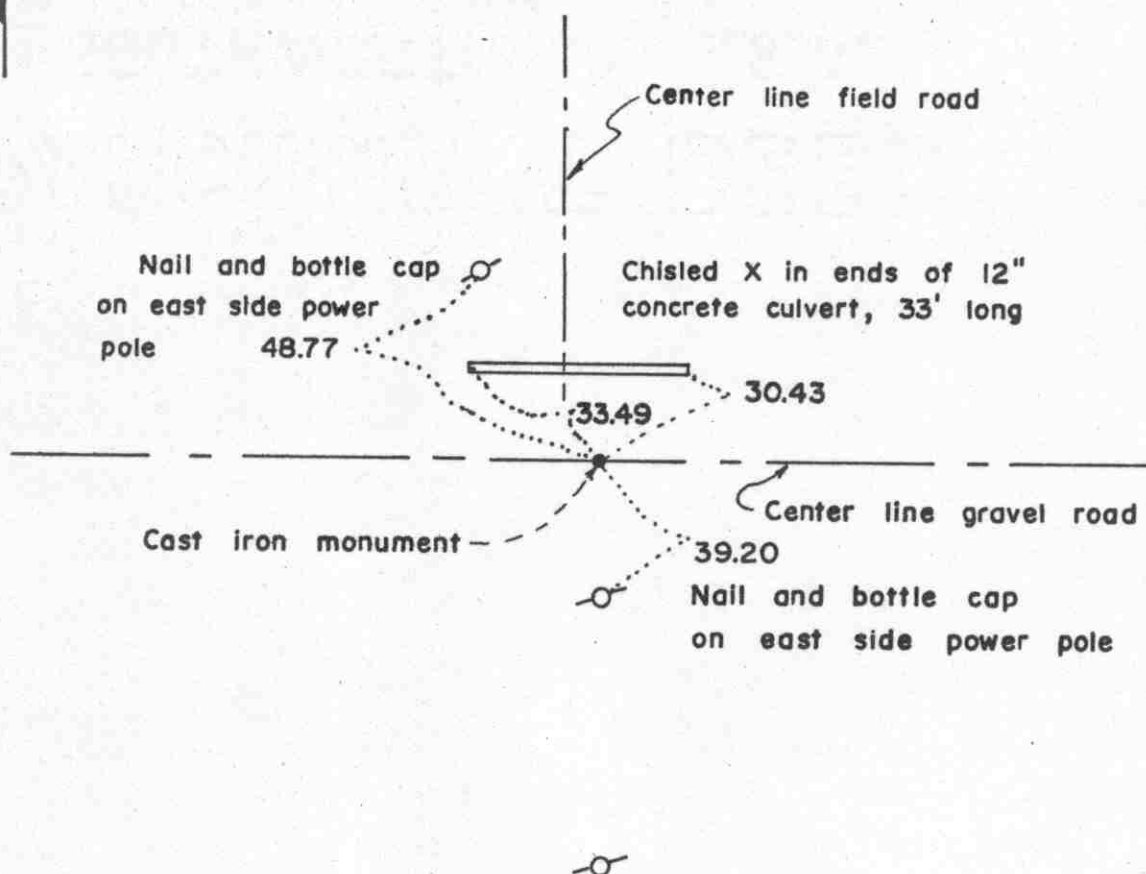 Center line field road
Nail and bottle cap
on east side power
pole 48.77
Chisled X in ends of 12"
concrete culvert, 33' long
33.49
30.43
Center line gravel road
Cast iron monument
39.20
Nail and bottle cap
on east side power pole